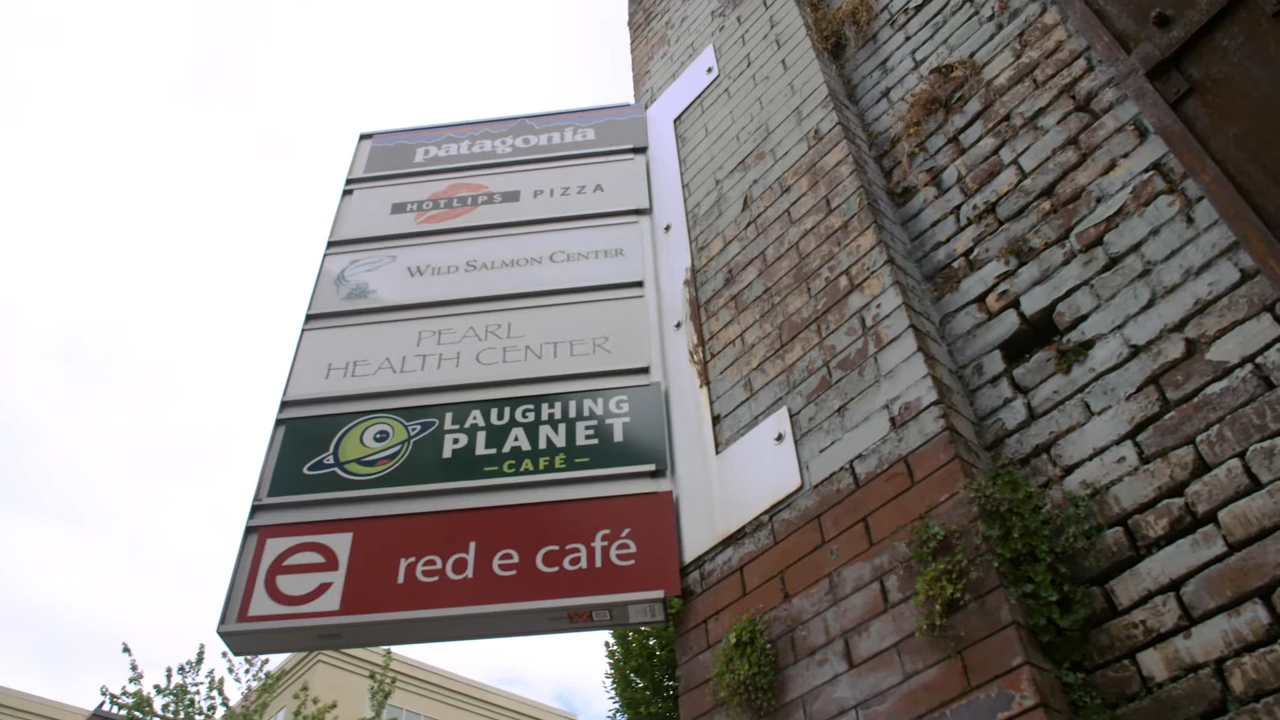 patagonia
HOTLIPS PIZZA
WILD SALMON CENTER
PEARL
HEALTH CENTER
LAUGHING
PLANET
–CAFÉ–
e red e café